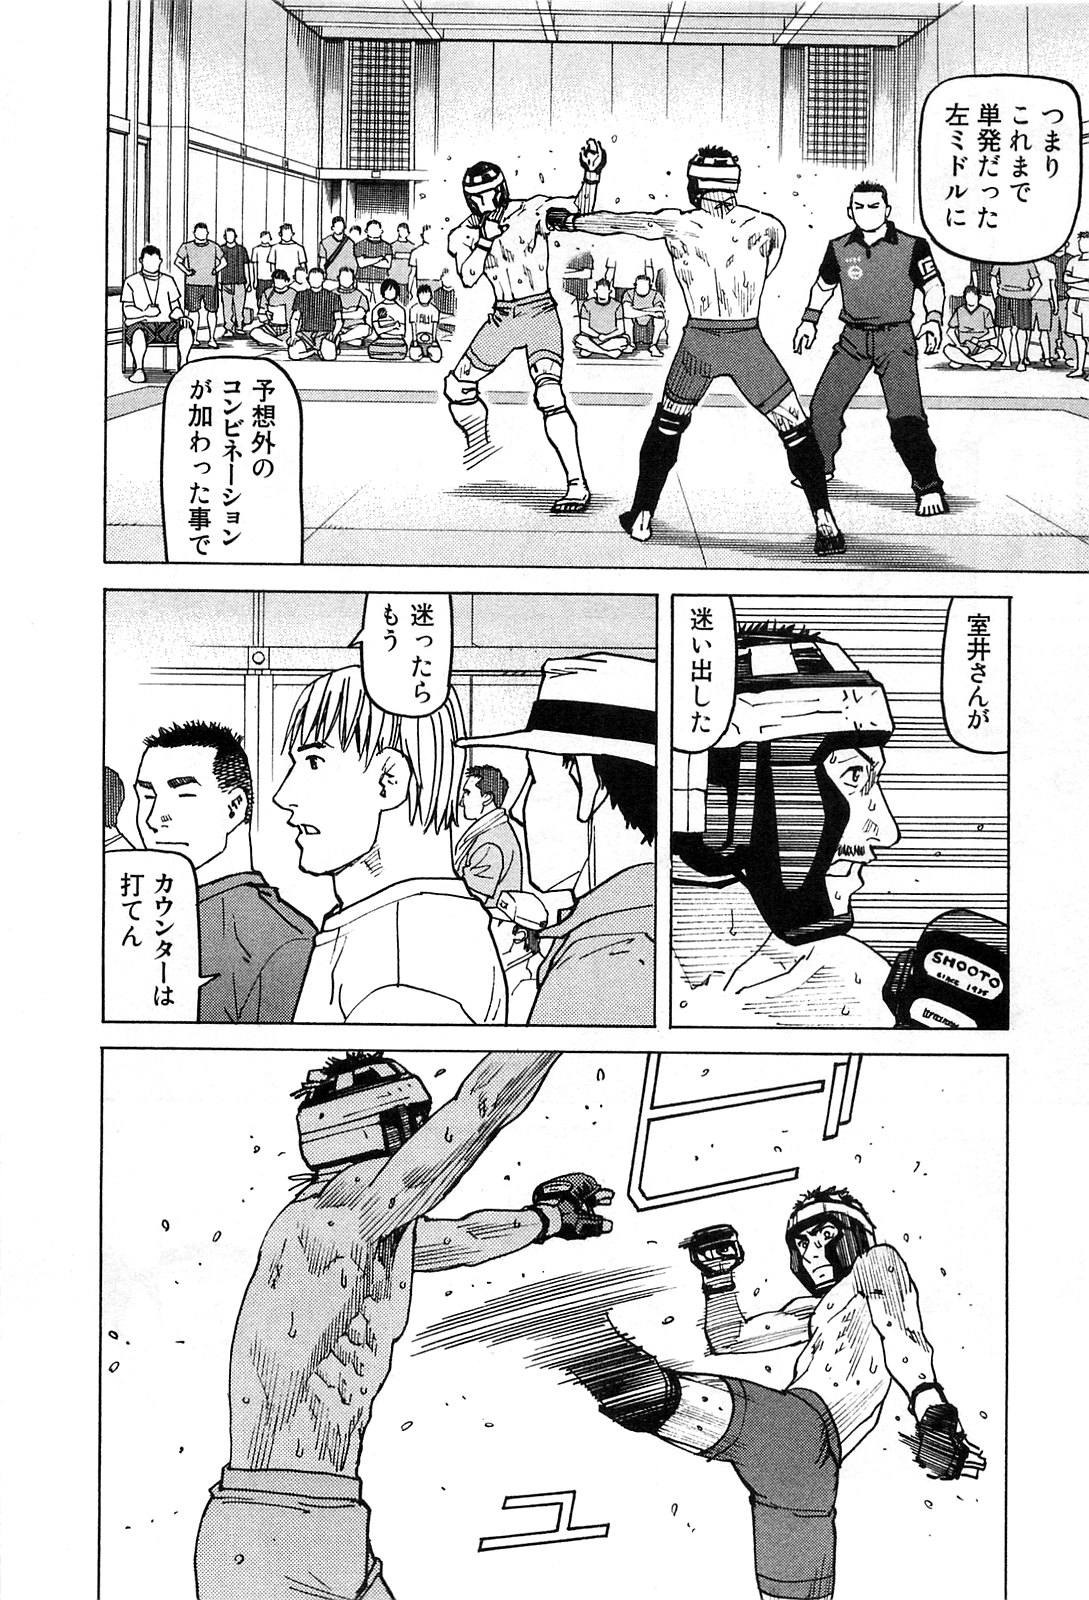 つまり
これまで
単発だった
左ミドルに
予想外の
コンビネーション
が加わった事で
室井さんが
迷い出した
SHOOTO
SINCE 1985
迷ったら
もう
カウンターは
打てん
ユ